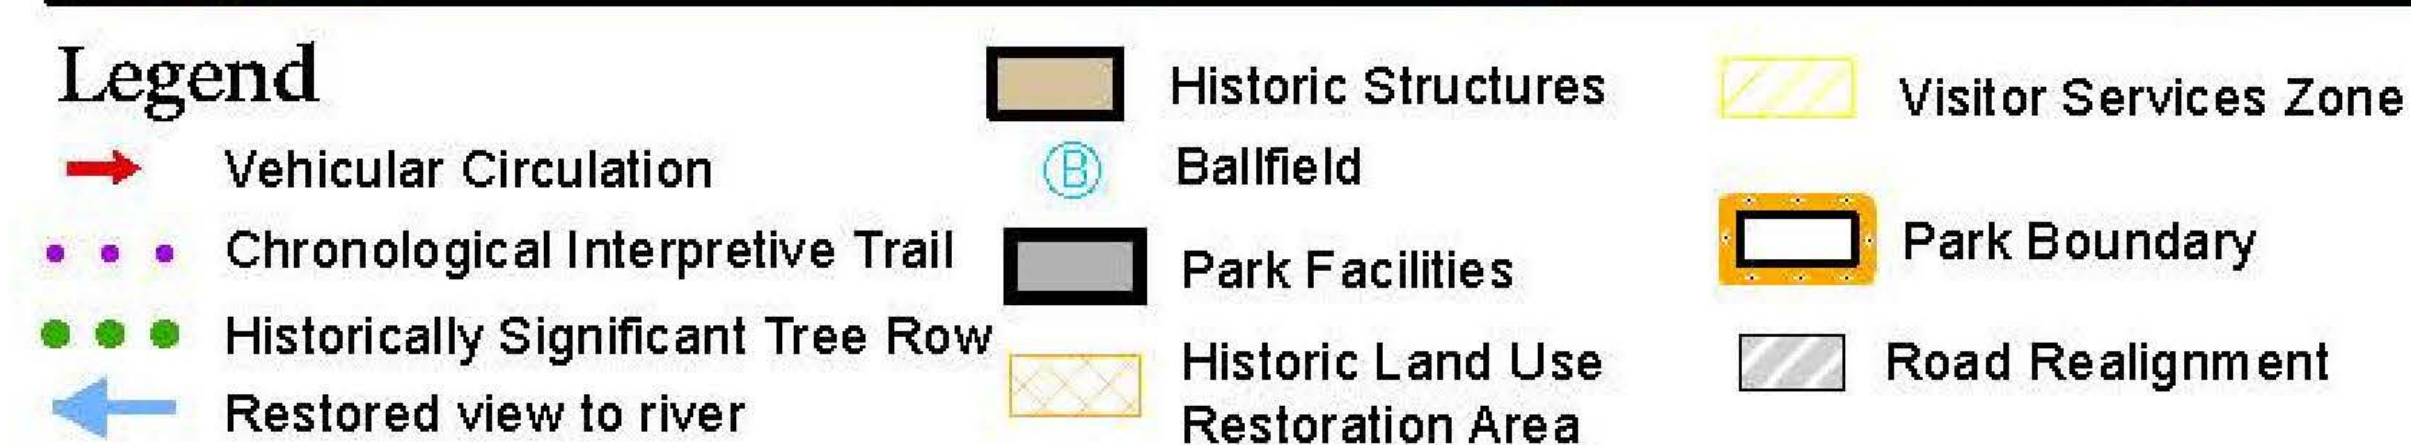 Legend
Vehicular Circulation
Chronological Interpretive Trail
Historically Significant Tree Row
Restored view to river
Historic Structures
B
Ballfield
Park Facilities
Historic Land Use
Restoration Area
Visitor Services Zone
Park Boundary
Road Realignment